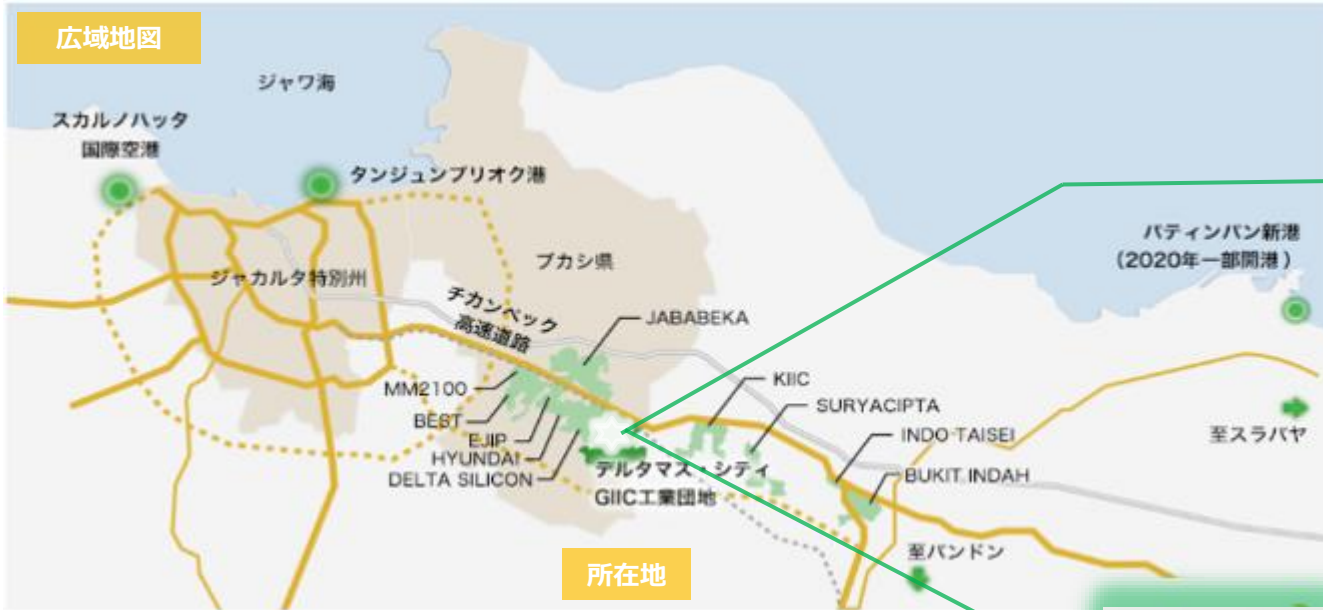 広域地図
ジャワ海
スカルノハッタ
国際空港
タンジュンプリオク港
パティンバン新港
(2020年一部開港)
ブカシ県
ジャカルタ特別州
チカンペック
高速道路
JABABEKA
MM2100
KIIC
BEST
SURYACIPTA
EJIP
INDO TAISEI
至スラバヤ
HYUNDAI
DELTA SILICON
デルタマス・シティ
GIIC工業団地
BUKIT INDAH
至バンドン
所在地